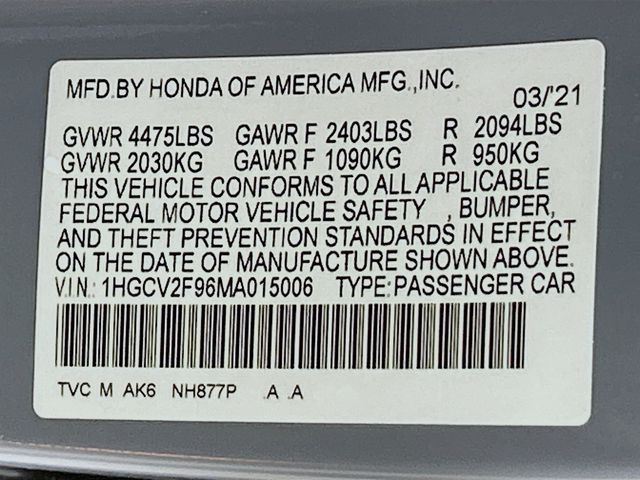 MFD.BY HONDA OF AMERICA MFG.,INC.
03/'21
GVWR 4475LBS GAWR F 2403LBS R 2094LBS
GVWR 2030KG GAWR F 1090KG R 950KG
THIS VEHICLE CONFORMS TO ALL APPLICABLE
FEDERAL MOTOR VEHICLE SAFETY , BUMPER,
AND THEFT PREVENTION STANDARDS IN EFFECT
ON THE DATE OF MANUFACTURE SHOWN ABOVE.
V.I.N.: 1HGCV2F96MA015006 TYPE:PASSENGER CAR
TVC M AK6 NH877P .A .A